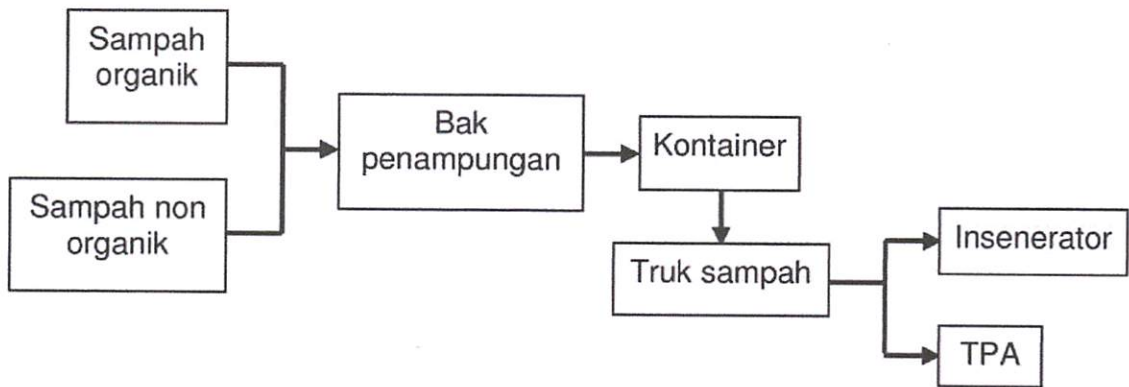 Sampah
organik
Sampah non
organik
Bak
penampungan
Kontainer
Truk sampah
Insenerator
TPA